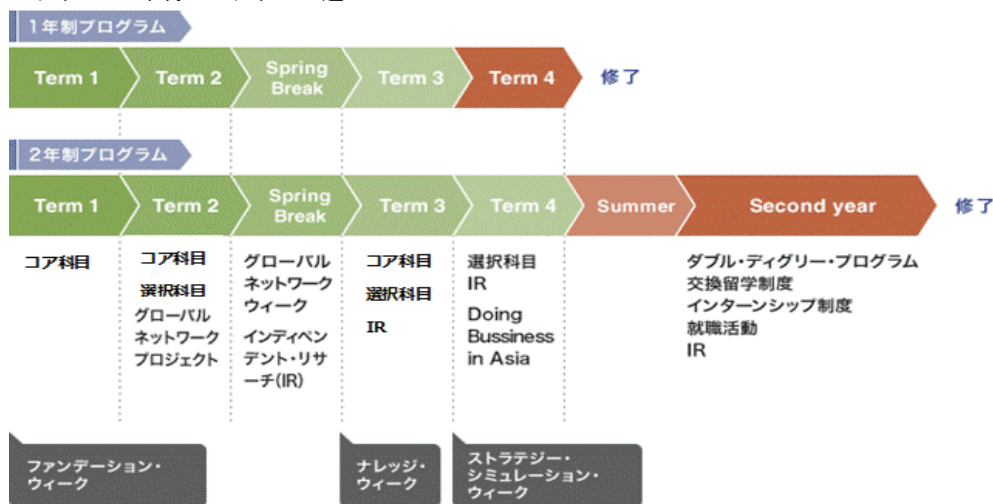 1年制プログラム
Term 1
Term 2
Spring
Break
Term 3
Term 4
修了
2年制プログラム
Term 1
Term 2
Spring
Break
Term 3
Term 4
Summer
Second year
修了
コア科目
コア科目
選択科目
グローバル
ネットワーク
プロジェクト
グローバル
ネットワーク
ウィーク
インディペン
デント・リサ
ーチ(IR)
コア科目
選択科目
IR
選択科目
IR
Doing
Bussiness
in Asia
ダブル・ディグリー・プログラム
交換留学制度
インターンシップ制度
就職活動
IR
ファンデーション・
ウィーク
ナレッジ・
ウィーク
ストラテジー・
シミュレーション・
ウィーク